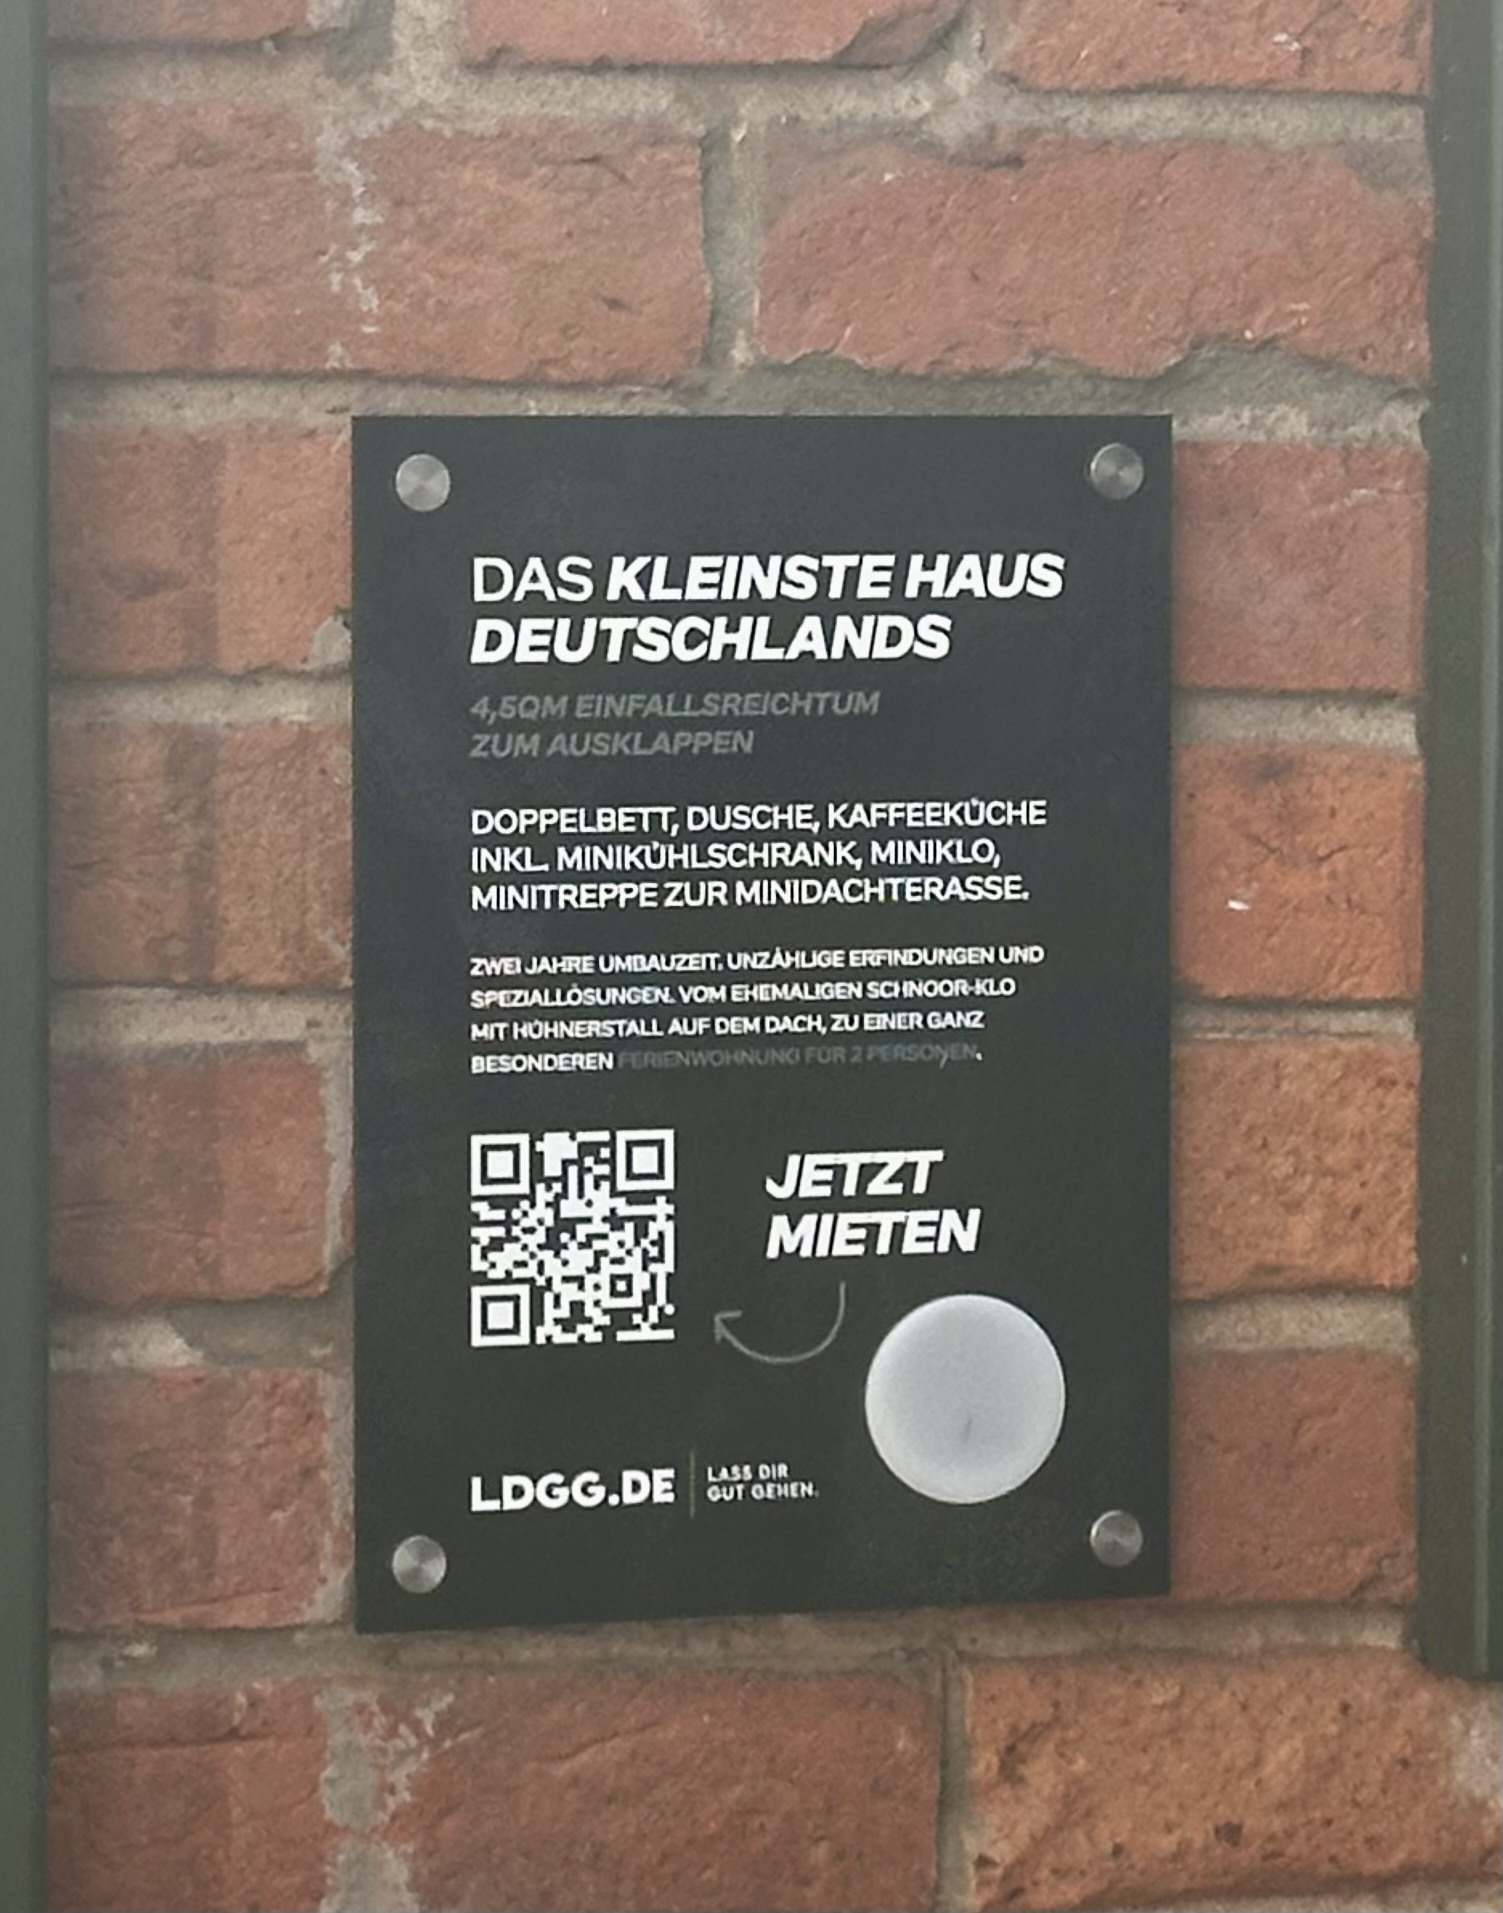 DAS KLEINSTE HAUS
DEUTSCHLANDS
4,5QM EINFALLSREICHTUM
ZUM AUSKLAPPEN
DOPPELBETT, DUSCHE, KAFFEEKÜCHE
INKL. MINIKÜHLSCHRANK, MINIKLO,
MINITREPPE ZUR MINIDACHTERASSE.
ZWEI JAHRE UMBAUZEIT. UNZÄHLIGE ERFINDUNGEN UND
SPEZIALLÖSUNGEN. VOM EHEMALIGEN SCHNOOR-KLO
MIT HÜHNERSTALL AUF DEM DACH, ZU EINER GANZ
BESONDEREN FERIENWOHNUNG FÜR 2 PERSONEN.
JETZT
MIETEN
LDGG.DE
LASS DIR
GUT GEHEN.